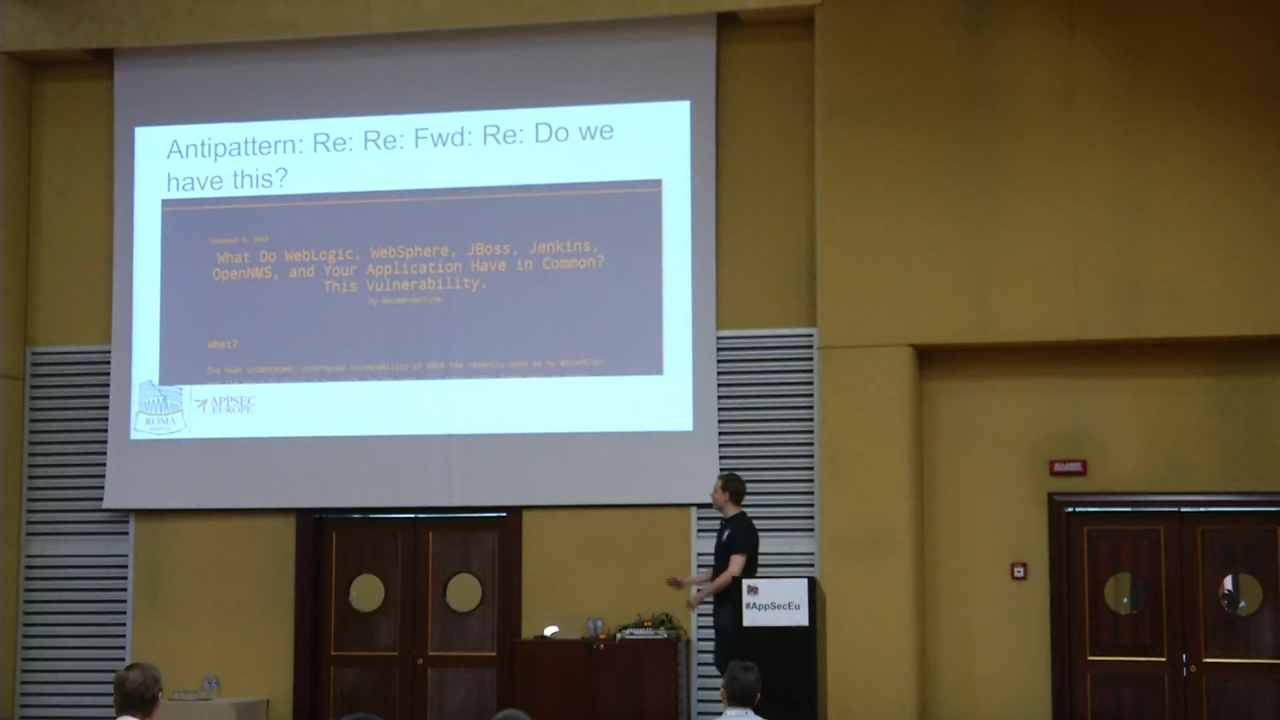 Antipattern: Re: Re: Fwd: Re: Do we
have this?
What Do WebLogic, WebSphere, JBoss, Jenkins,
OpenNMS, and Your Application Have in Common?
This Vulnerability.
What?
ROMA
APPSEC
EUROPE
#AppSecEu